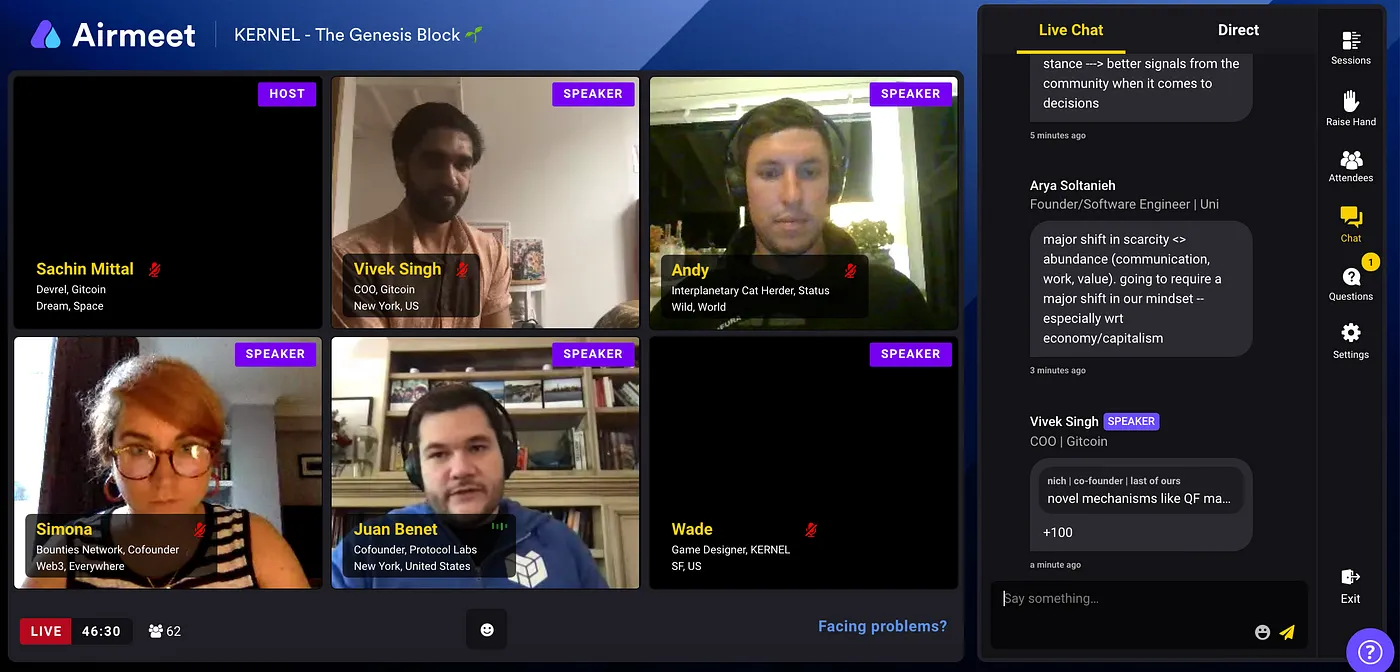 Airmeet
KERNEL - The Genesis Block
HOST
Sachin Mittal
Devrel, Gitcoin
Dream, Space
SPEAKER
Vivek Singh
COO, Gitcoin
New York, US
SPEAKER
Andy
Interplanetary Cat Herder, Status
Wild, World
SPEAKER
Simona
Bounties Network, Cofounder
Web3, Everywhere
SPEAKER
Juan Benet
Cofounder, Protocol Labs
New York, United States
SPEAKER
Wade
Game Designer, KERNEL
SF, US
LIVE 46:30 62
Facing problems?
Live Chat Direct
stance ---> better signals from the
community when it comes to
decisions
5 minutes ago
Arya Soltanieh
Founder/Software Engineer | Uni
major shift in scarcity <>
abundance (communication,
work, value). going to require a
major shift in our mindset --
especially wrt
economy/capitalism
3 minutes ago
Vivek Singh SPEAKER
COO | Gitcoin
nich | co-founder | last of ours
novel mechanisms like QF ma...
+100
a minute ago
Say something...
Sessions
Raise Hand
Attendees
Chat
1
Questions
Settings
Exit
?